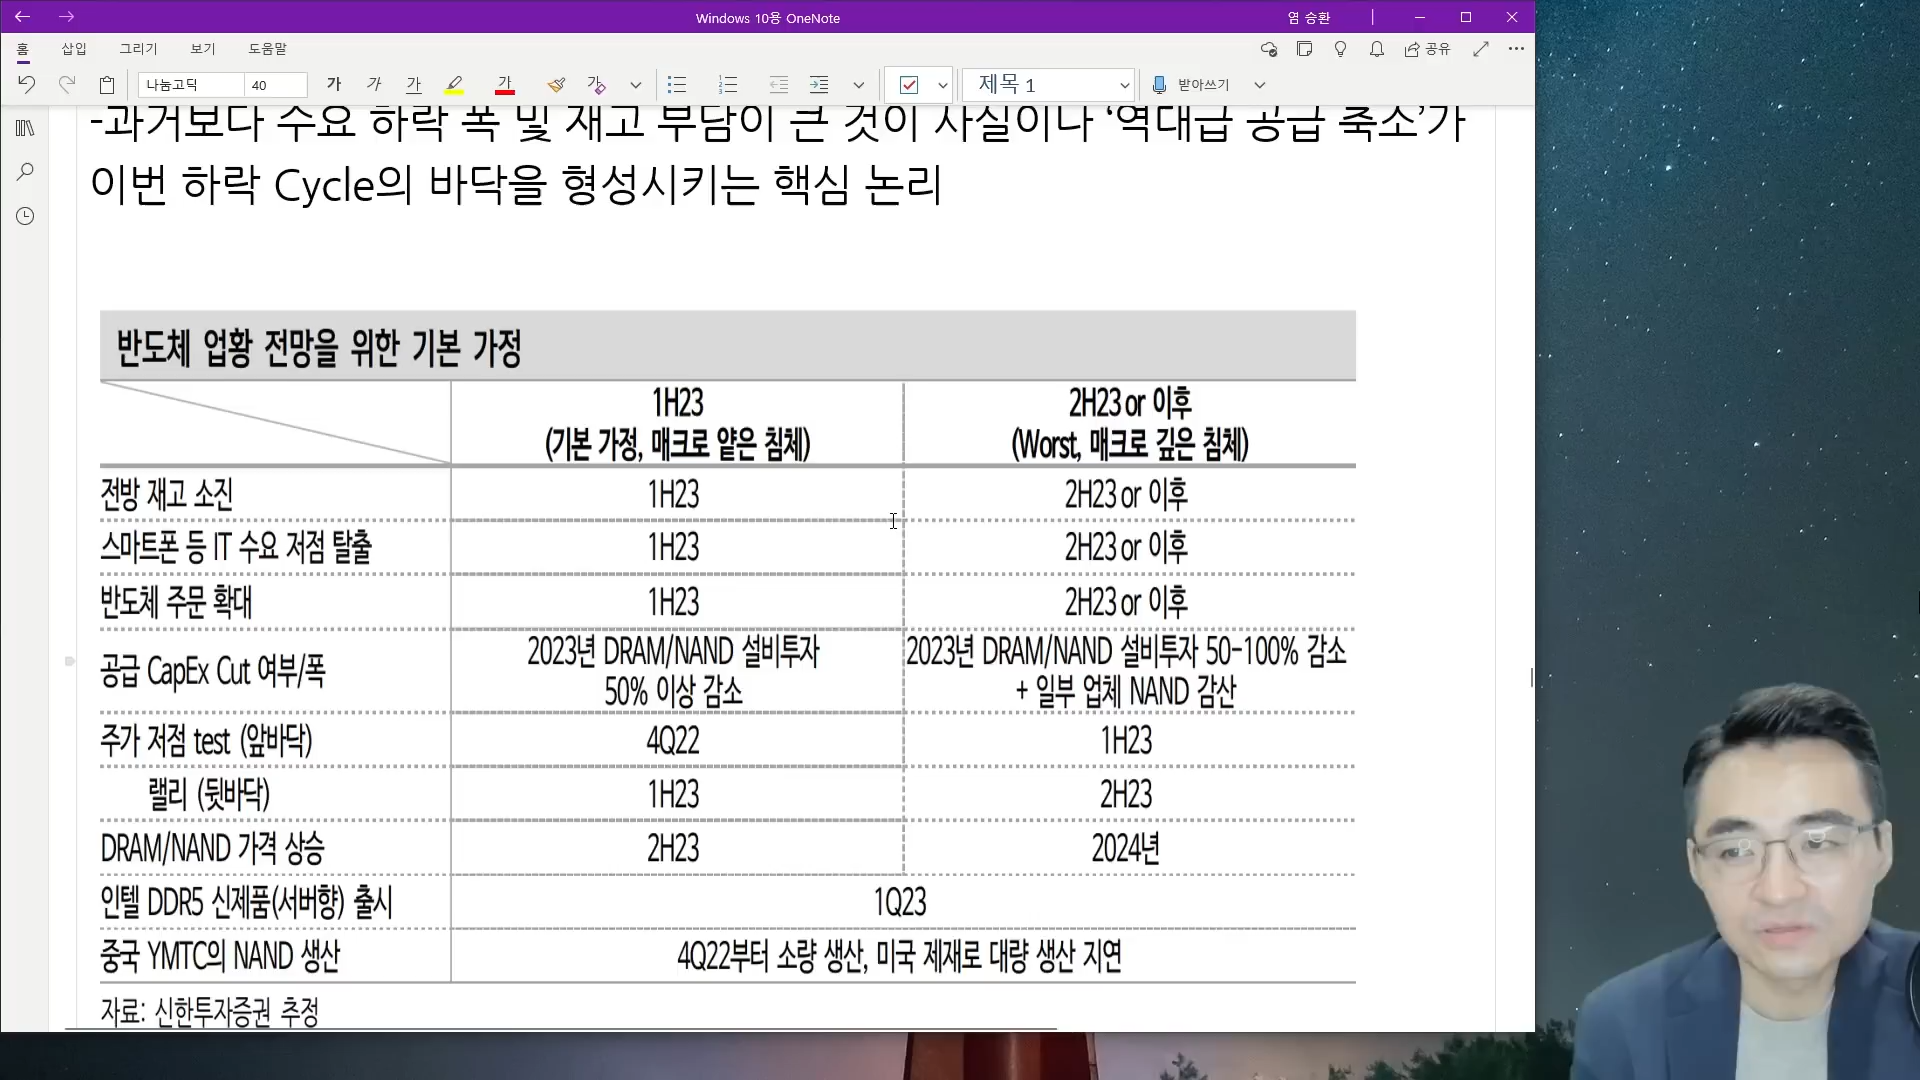 Windows 10용 OneNote
염 승환
홈 삽입 그리기 보기 도움말
공유
나눔고딕 40 가 가 가 가 가 제목 1 받아쓰기
-과거보다 수요 하락 폭 및 재고 부담이 큰 것이 사실이나 ‘역대급 공급 축소’가
이번 하락 Cycle의 바닥을 형성시키는 핵심 논리
반도체 업황 전망을 위한 기본 가정
1H23 2H23 or 이후
(기본 가정, 매크로 얕은 침체) (Worst, 매크로 깊은 침체)
전방 재고 소진 1H23 2H23 or 이후
스마트폰 등 IT 수요 저점 탈출 1H23 2H23 or 이후
반도체 주문 확대 1H23 2H23 or 이후
공급 CapEx Cut 여부/폭 2023년 DRAM/NAND 설비투자 2023년 DRAM/NAND 설비투자 50-100% 감소
50% 이상 감소 + 일부 업체 NAND 감산
주가 저점 test (앞바닥) 4Q22 1H23
랠리 (뒷바닥) 1H23 2H23
DRAM/NAND 가격 상승 2H23 2024년
인텔 DDR5 신제품(서버향) 출시 1Q23
중국 YMTC의 NAND 생산 4Q22부터 소량 생산, 미국 제재로 대량 생산 지연
자료: 신한투자증권 추정